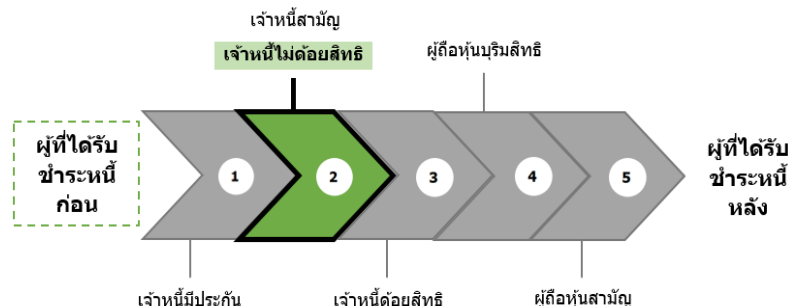 เจ้าหนี้สามัญ
เจ้าหนี้ไม่ด้อยสิทธิ
ผู้ถือหุ้นบุริมสิทธิ
ผู้ที่ได้รับ
ชำระหนี้
ก่อน
1
2
3
4
5
ผู้ที่ได้รับ
ชำระหนี้
หลัง
เจ้าหนี้มีประกัน
เจ้าหนี้ด้อยสิทธิ
ผู้ถือหุ้นสามัญ